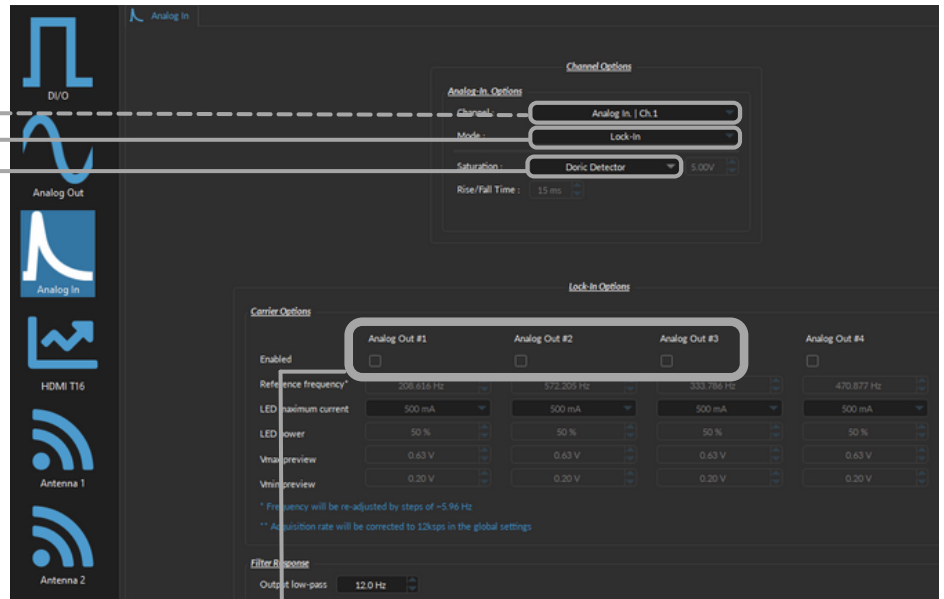 Analog In
DI/O
Analog Out
Analog In
HDMI T16
Antenna 1
Antenna 2
Channel Options
Analog-In. Options
Channel : Analog In. | Ch.1
Mode : Lock-In
Saturation : Doric Detector 5.00V
Rise/Fall Time : 15 ms
Lock-In Options
Carrier Options
Analog Out #1 Analog Out #2 Analog Out #3 Analog Out #4
Enabled
Reference frequency* 208.616 Hz 572.205 Hz 333.786 Hz 470.877 Hz
LED maximum current 500 mA 500 mA 500 mA 500 mA
LED power 50 % 50 % 50 % 50 %
Vmax preview 0.63 V 0.63 V 0.63 V 0.63 V
Vmin preview 0.20 V 0.20 V 0.20 V 0.20 V
* Frequency will be re-adjusted by steps of ~5.96 Hz
** Acquisition rate will be corrected to 12ksps in the global settings
Filter Response
Output low-pass 12.0 Hz